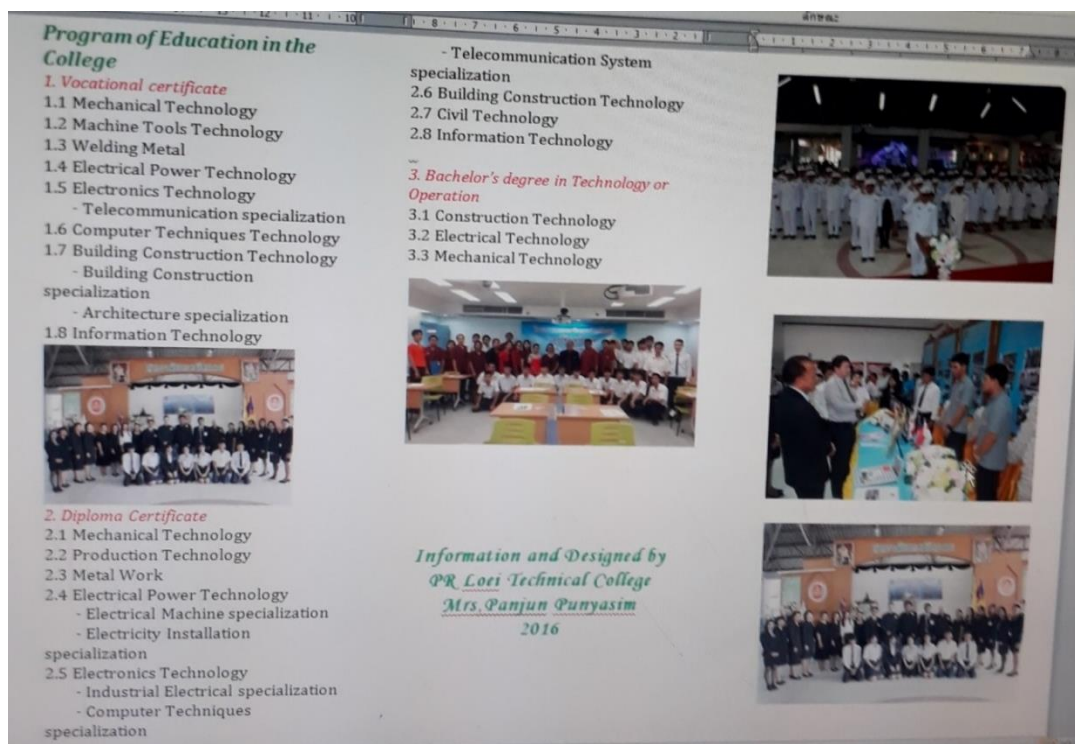 Program of Education in the
College
1. Vocational certificate
1.1 Mechanical Technology
1.2 Machine Tools Technology
1.3 Welding Metal
1.4 Electrical Power Technology
1.5 Electronics Technology
- Telecommunication specialization
1.6 Computer Techniques Technology
1.7 Building Construction Technology
- Building Construction
specialization
- Architecture specialization
1.8 Information Technology
2. Diploma Certificate
2.1 Mechanical Technology
2.2 Production Technology
2.3 Metal Work
2.4 Electrical Power Technology
- Electrical Machine specialization
- Electricity Installation
specialization
2.5 Electronics Technology
- Industrial Electrical specialization
- Computer Techniques
specialization
- Telecommunication System
specialization
2.6 Building Construction Technology
2.7 Civil Technology
2.8 Information Technology
3. Bachelor's degree in Technology or
Operation
3.1 Construction Technology
3.2 Electrical Technology
3.3 Mechanical Technology
Information and Designed by
PR Loei Technical College
Mrs,Panjun Punyasim
2016